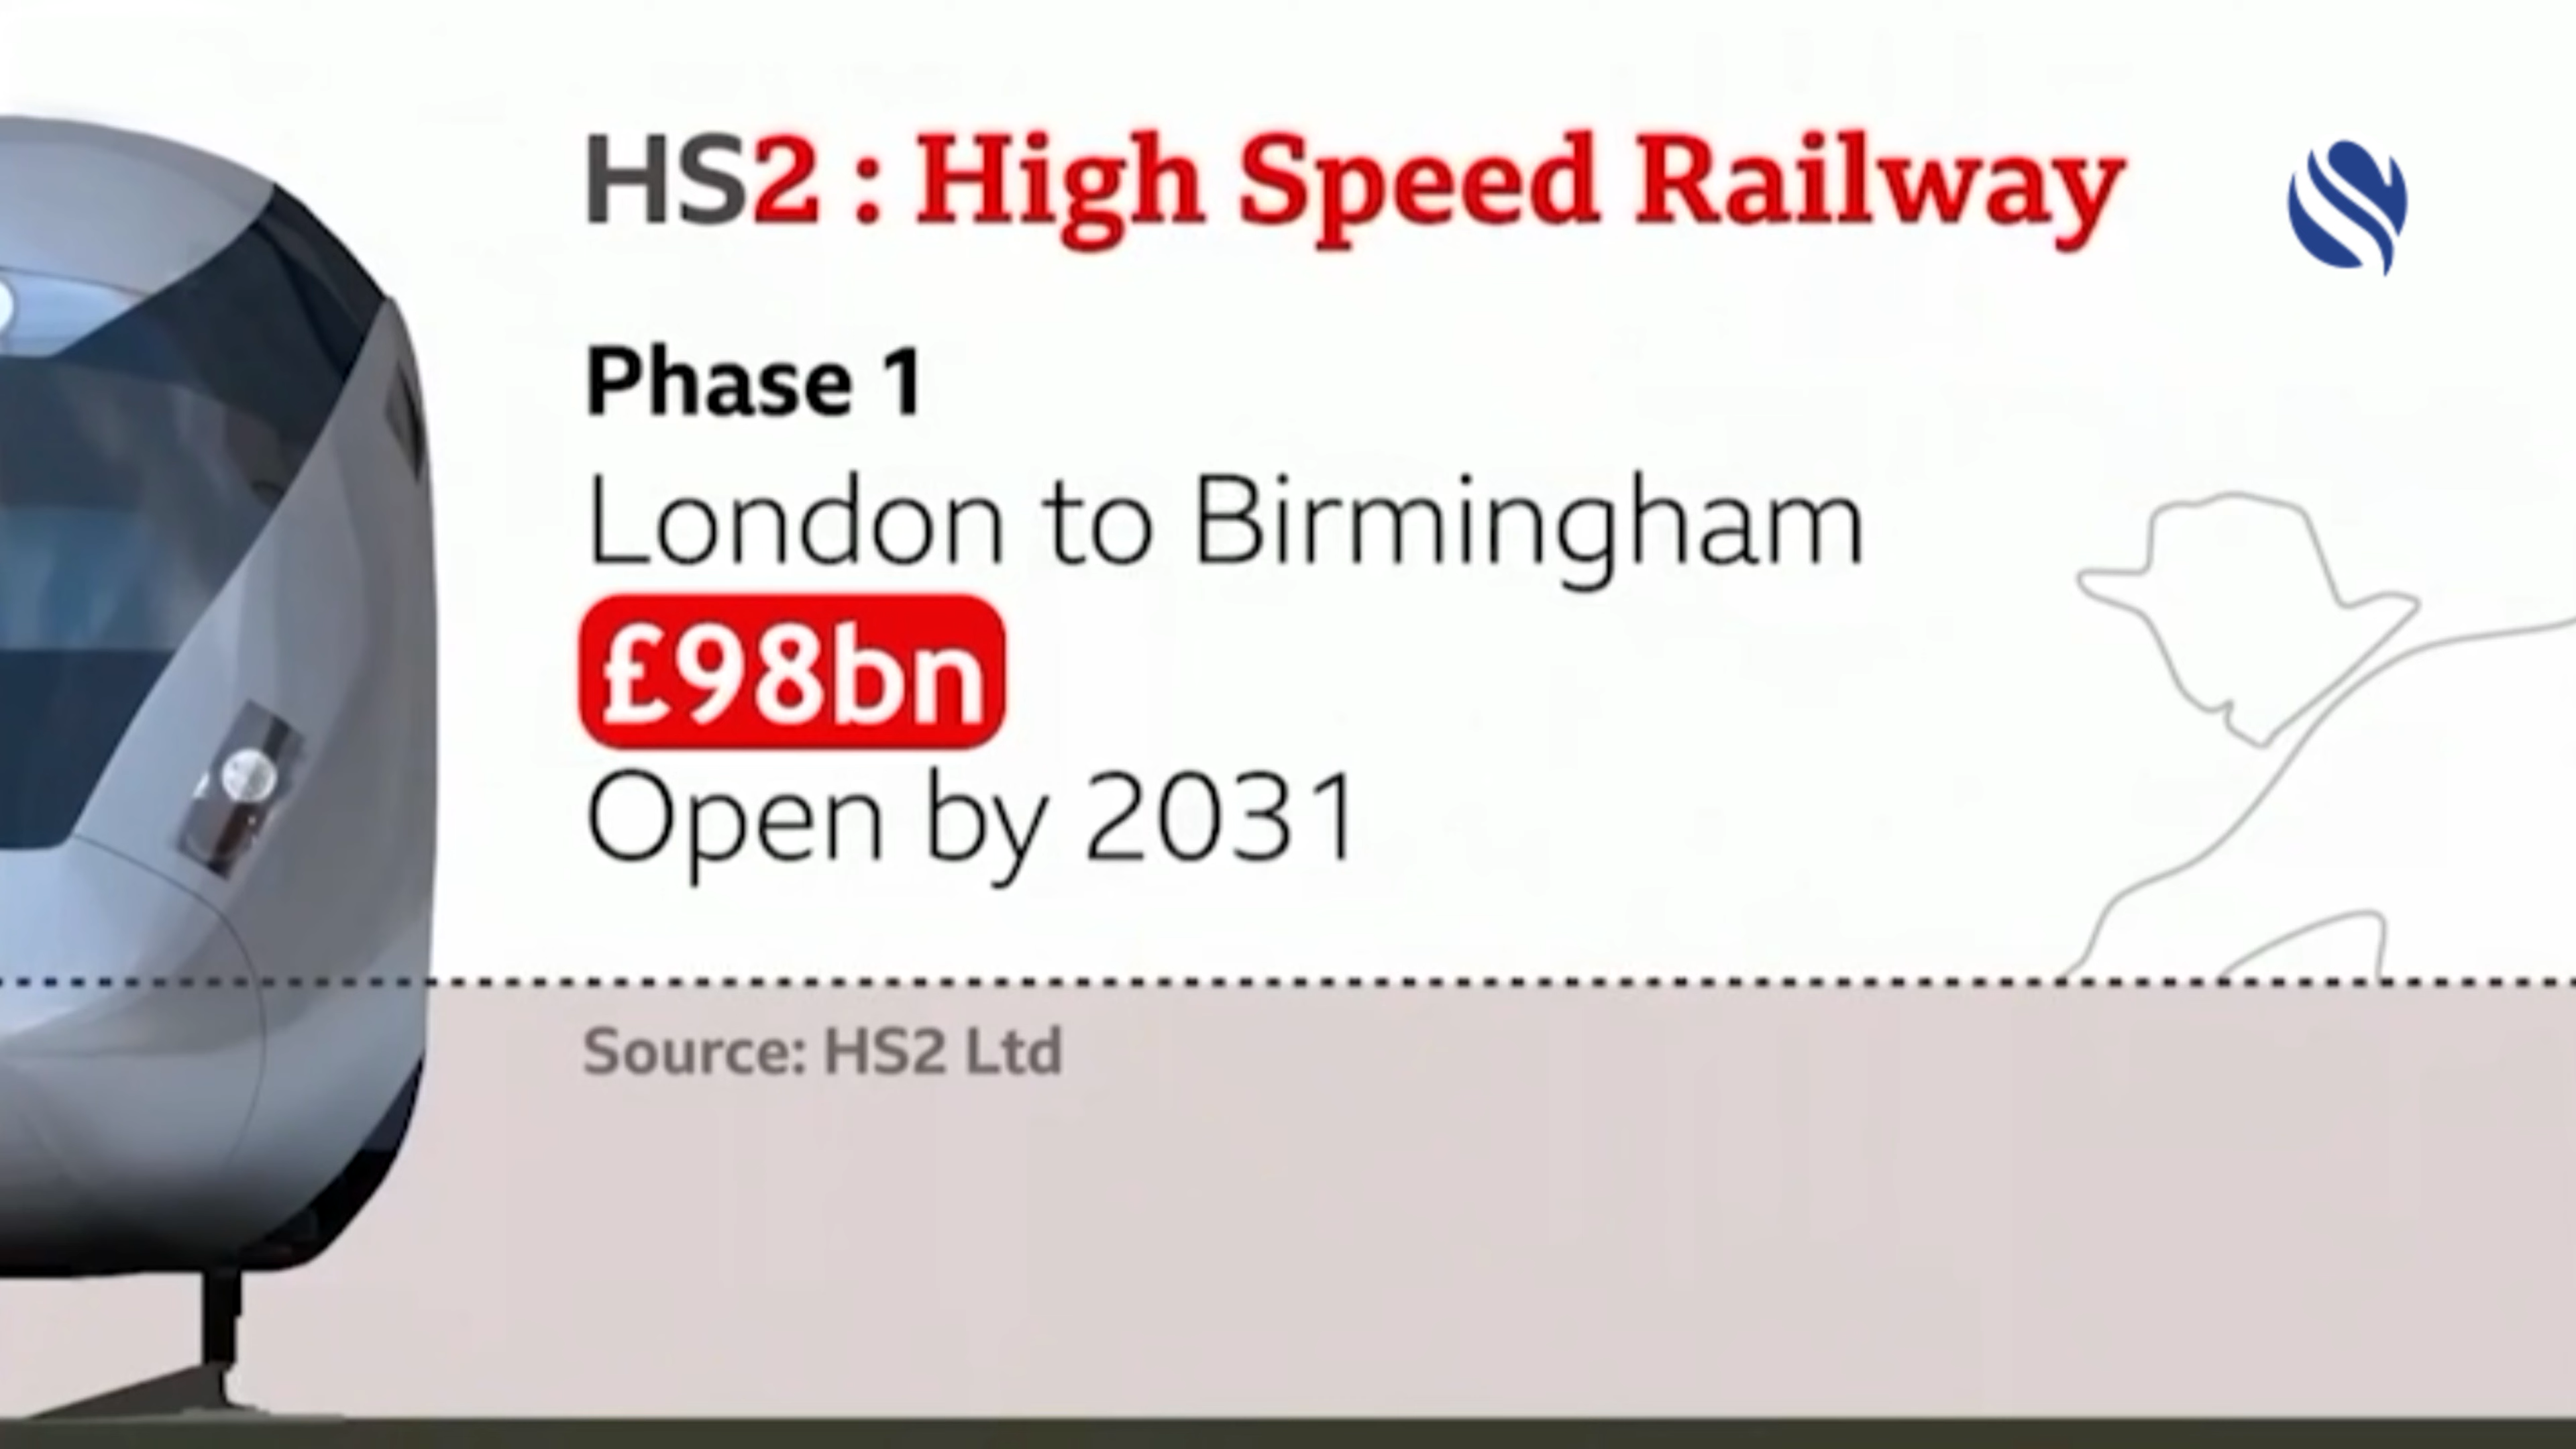 HS2 : High Speed Railway
Phase 1
London to Birmingham
£98bn
Open by 2031
Source: HS2 Ltd